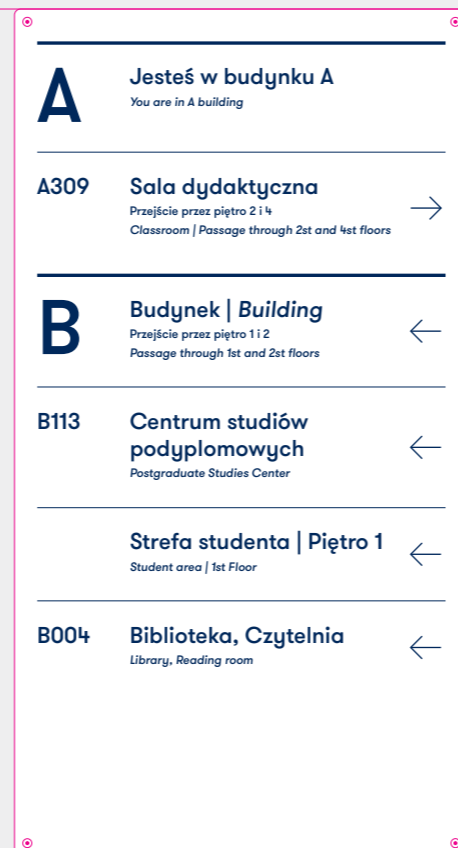 A
Jesteś w budynku A
You are in A building
A309
Sala dydaktyczna
Przejście przez piętro 2 i 4
Classroom | Passage through 2st and 4st floors
B
Budynek | Building
Przejście przez piętro 1 i 2
Passage through 1st and 2st floors
B113
Centrum studiów
podyplomowych
Postgraduate Studies Center
Strefa studenta | Piętro 1
Student area | 1st Floor
B004
Biblioteka, Czytelnia
Library, Reading room